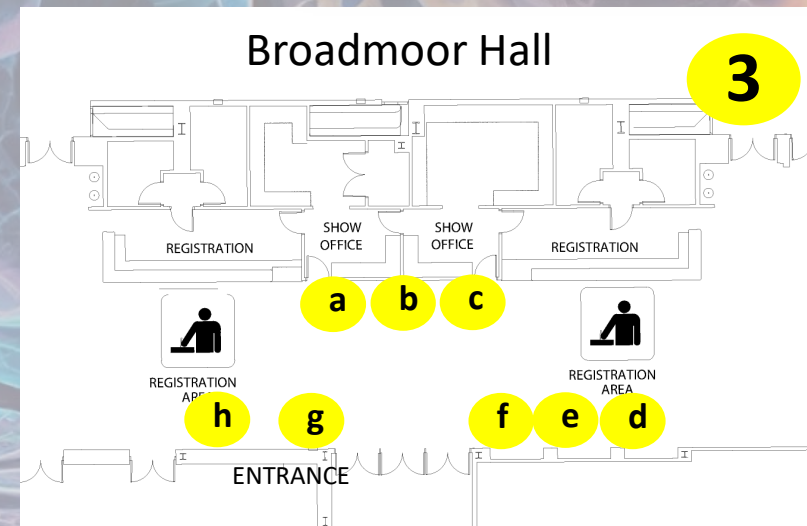 Broadmoor Hall
3
SHOW
OFFICE
SHOW
OFFICE
REGISTRATION
REGISTRATION
a
b
c
REGISTRATION
AREA
REGISTRATION
AREA
h
g
f
e
d
ENTRANCE